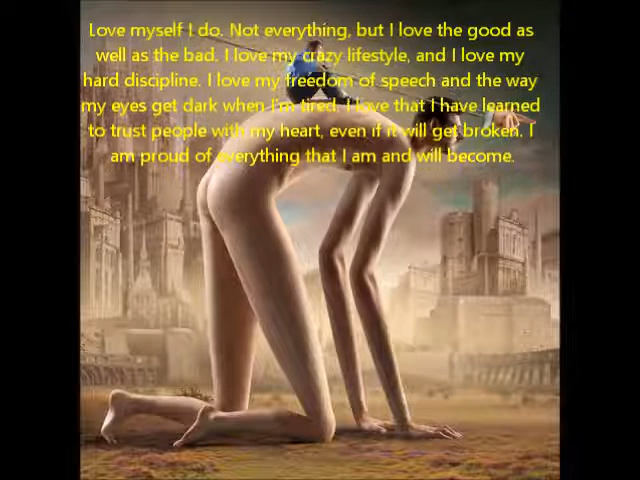 Love myself I do. Not everything, but I love the good as
well as the bad. I love my crazy lifestyle, and I love my
hard discipline. I love my freedom of speech and the way
my eyes get dark when I'm tired. I love that I have learned
to trust people with my heart, even if it will get broken. I
am proud of everything that I am and will become.